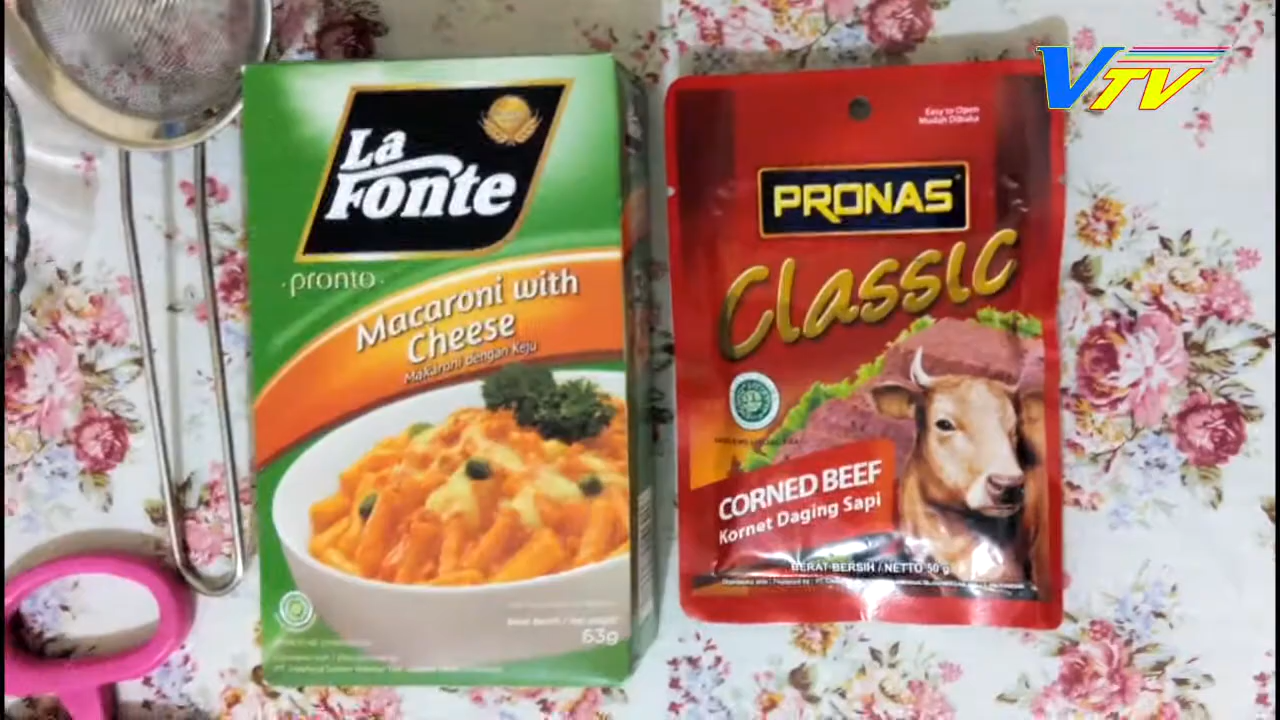 VTV
La
Fonte
pronto
Macaroni with
Cheese
Makaroni dengan Keju
63g
Easy to Open
Mudah Dibuka
PRONAS
Classic
CORNED BEEF
Kornet Daging Sapi
BERAT BERSIH / NETTO 50 g